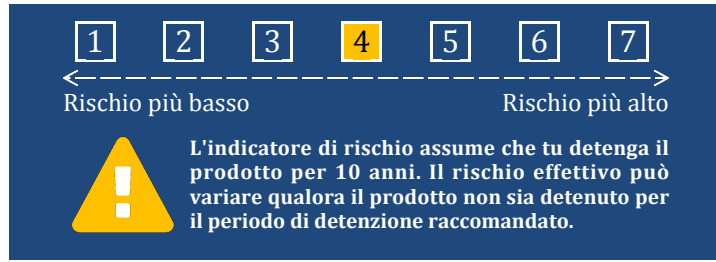 1 2 3 4 5 6 7
Rischio più basso Rischio più alto
L'indicatore di rischio assume che tu detenga il
prodotto per 10 anni. Il rischio effettivo può
variare qualora il prodotto non sia detenuto per
il periodo di detenzione raccomandato.